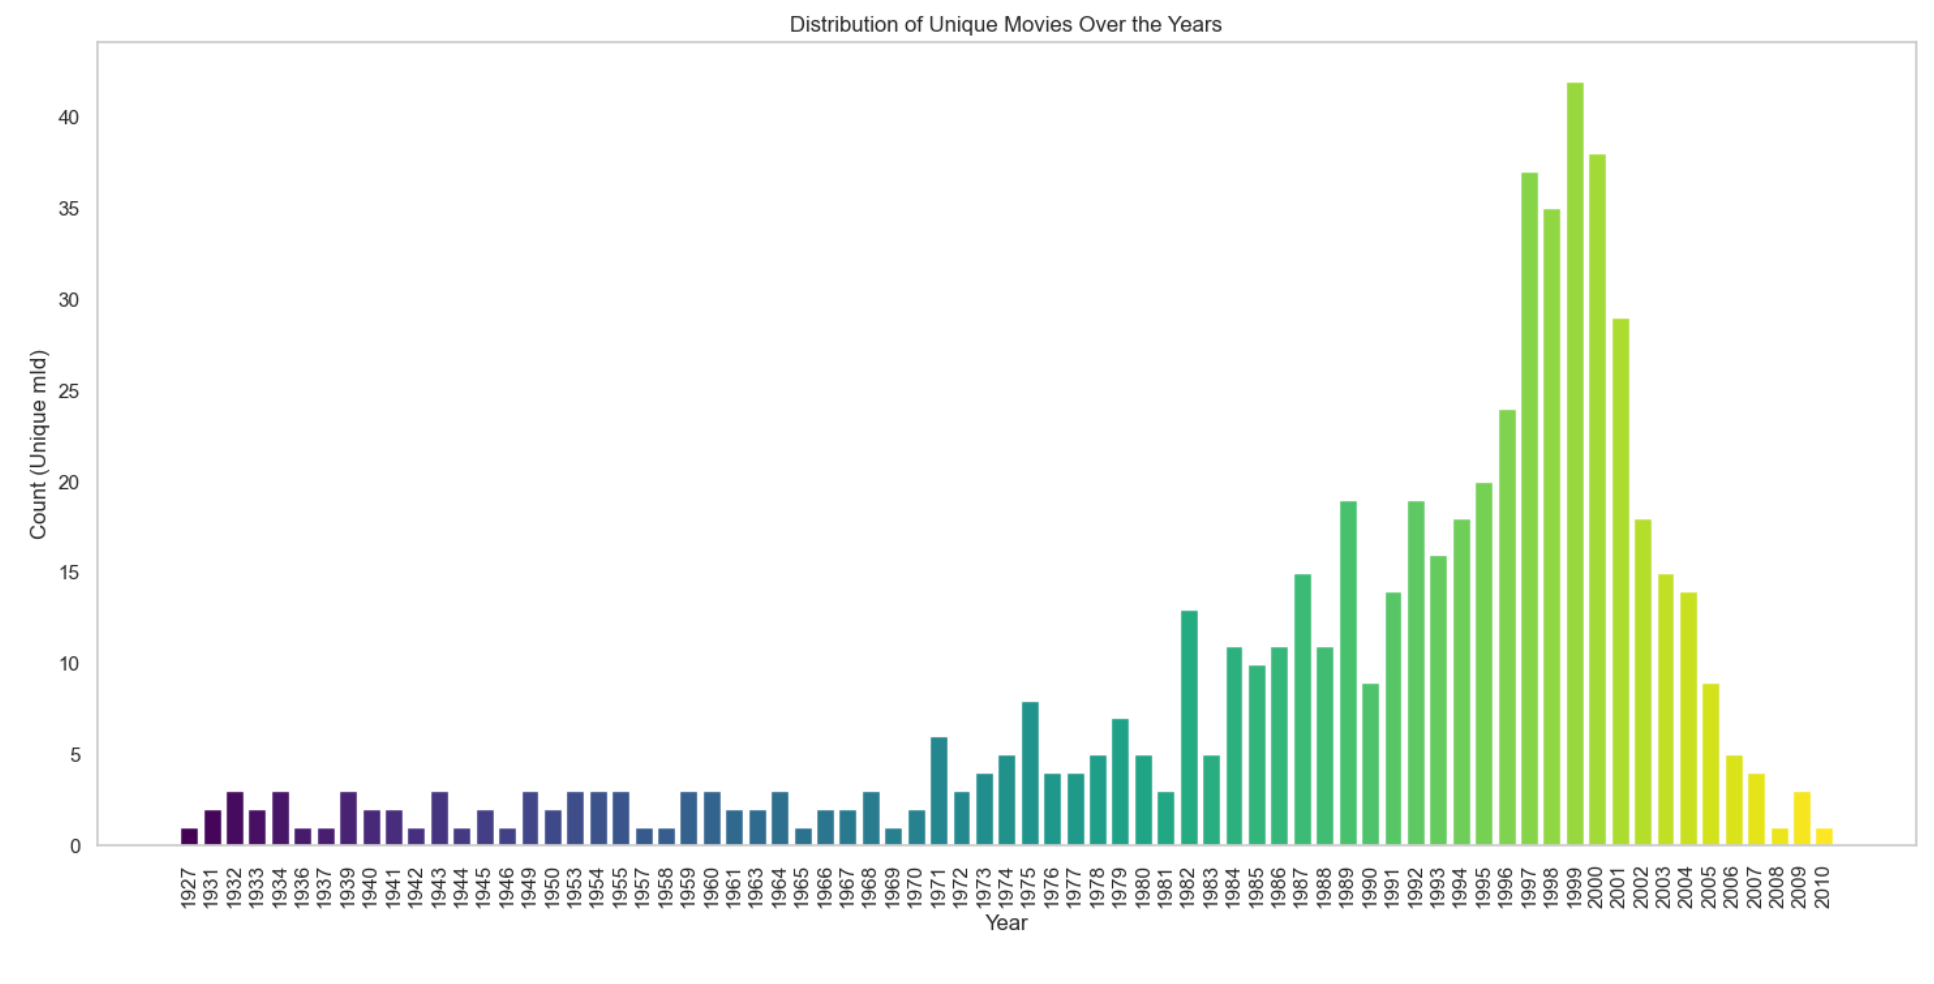 Distribution of Unique Movies Over the Years
Count (Unique mId)
40
35
30
25
20
15
10
5
0
1927 1931 1932 1933 1934 1936 1937 1939 1940 1941 1942 1943 1944 1945 1946 1949 1950 1953 1954 1955 1957 1958 1959 1960 1961 1963 1964 1965 1966 1967 1968 1969 1970 1971 1972 1973 1974 1975 1976 1977 1978 1979 1980 1981 1982 1983 1984 1985 1986 1987 1988 1989 1990 1991 1992 1993 1994 1995 1996 1997 1998 1999 2000 2001 2002 2003 2004 2005 2006 2007 2008 2009 2010
Year